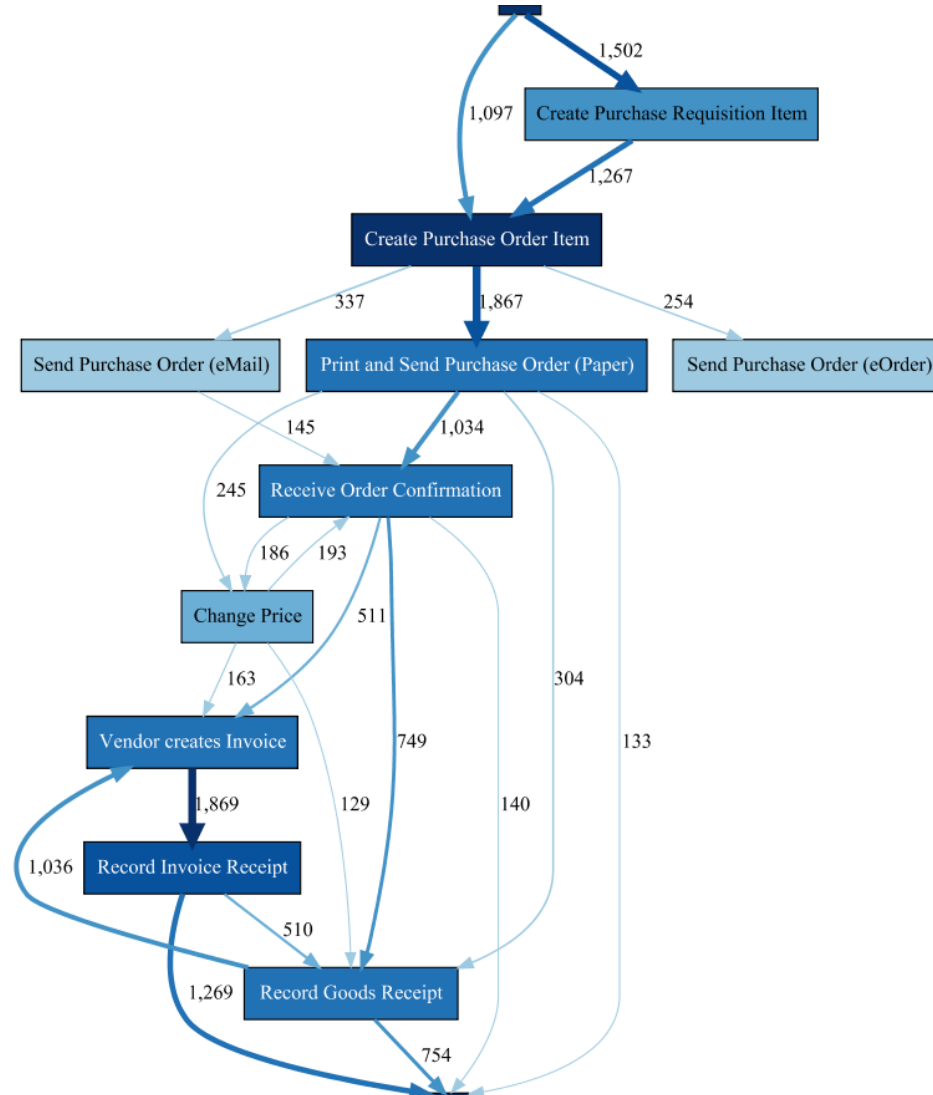 1,502
Create Purchase Requisition Item
1,097
1,267
Create Purchase Order Item
337
1,867
254
Send Purchase Order (eMail)
Print and Send Purchase Order (Paper)
Send Purchase Order (eOrder)
145
1,034
Receive Order Confirmation
245
186
193
Change Price
511
163
304
Vendor creates Invoice
749
133
129
140
1,869
Record Invoice Receipt
1,036
510
Record Goods Receipt
1,269
754